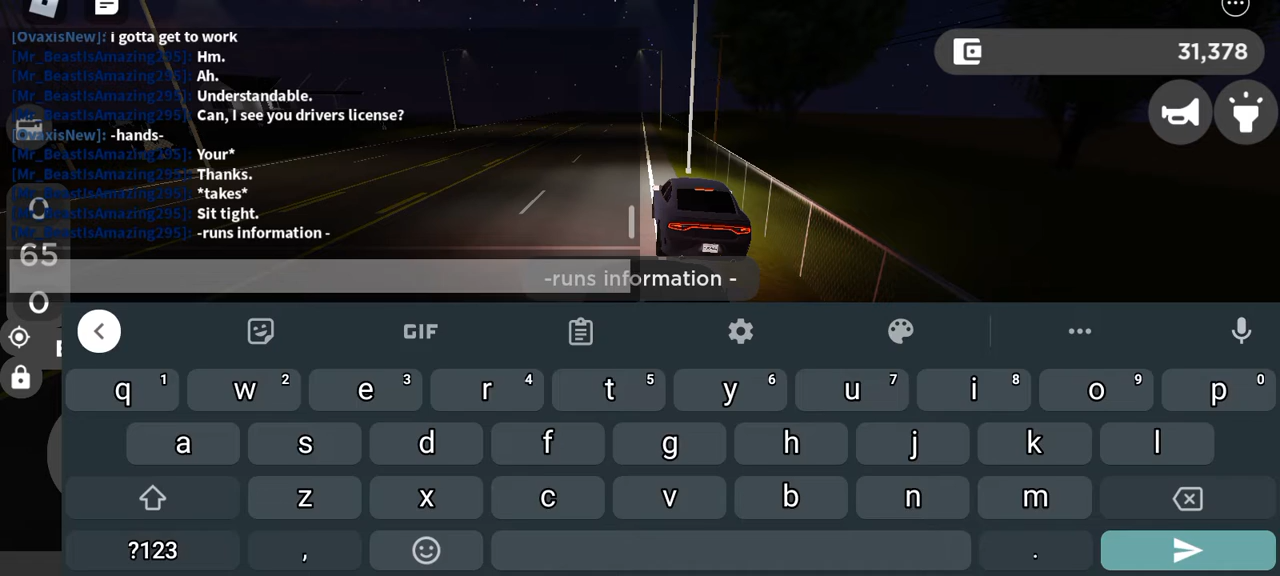 [OvaxisNew]: i gotta get to work
[Mr_BeastIsAmazing295]: Hm.
[Mr_BeastIsAmazing295]: Ah.
[Mr_BeastIsAmazing295]: Understandable.
[Mr_BeastIsAmazing295]: Can, I see you drivers license?
[OvaxisNew]: -hands-
[Mr_BeastIsAmazing295]: Your*
[Mr_BeastIsAmazing295]: Thanks.
[Mr_BeastIsAmazing295]: *takes*
[Mr_BeastIsAmazing295]: Sit tight.
[Mr_BeastIsAmazing295]: -runs information -
31,378
0
65
0
-runs information -
GIF
q 1 w 2 e 3 r 4 t 5 y 6 u 7 i 8 o 9 p 0
a s d f g h j k l
z x c v b n m
?123 , .